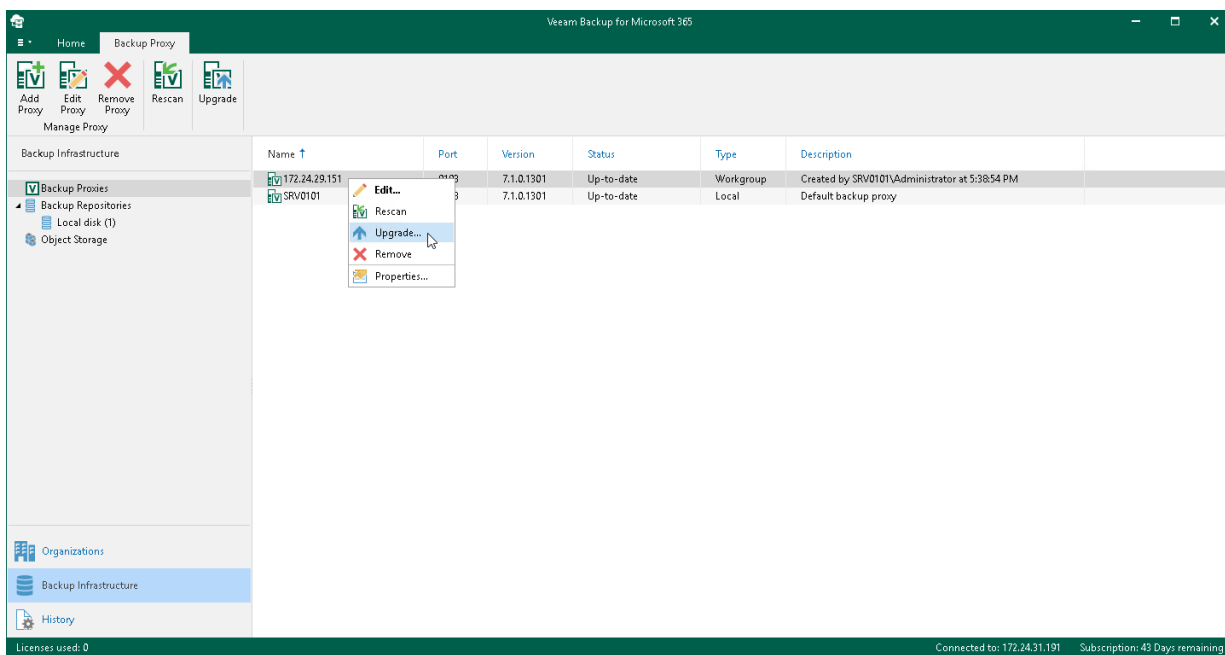 Veeam Backup for Microsoft 365
Home Backup Proxy
Add Proxy Edit Proxy Remove Proxy Rescan Upgrade
Manage Proxy
Backup Infrastructure
Backup Proxies
Backup Repositories
Local disk (1)
Object Storage
Name Port Version Status Type Description
172.24.29.151 7.1.0.1301 Up-to-date Workgroup Created by SRV0101\Administrator at 5:38:54 PM
SRV0101 3 7.1.0.1301 Up-to-date Local Default backup proxy
Edit...
Rescan
Upgrade...
Remove
Properties...
Organizations
Backup Infrastructure
History
Licenses used: 0 Connected to: 172.24.31.191 Subscription: 43 Days remaining